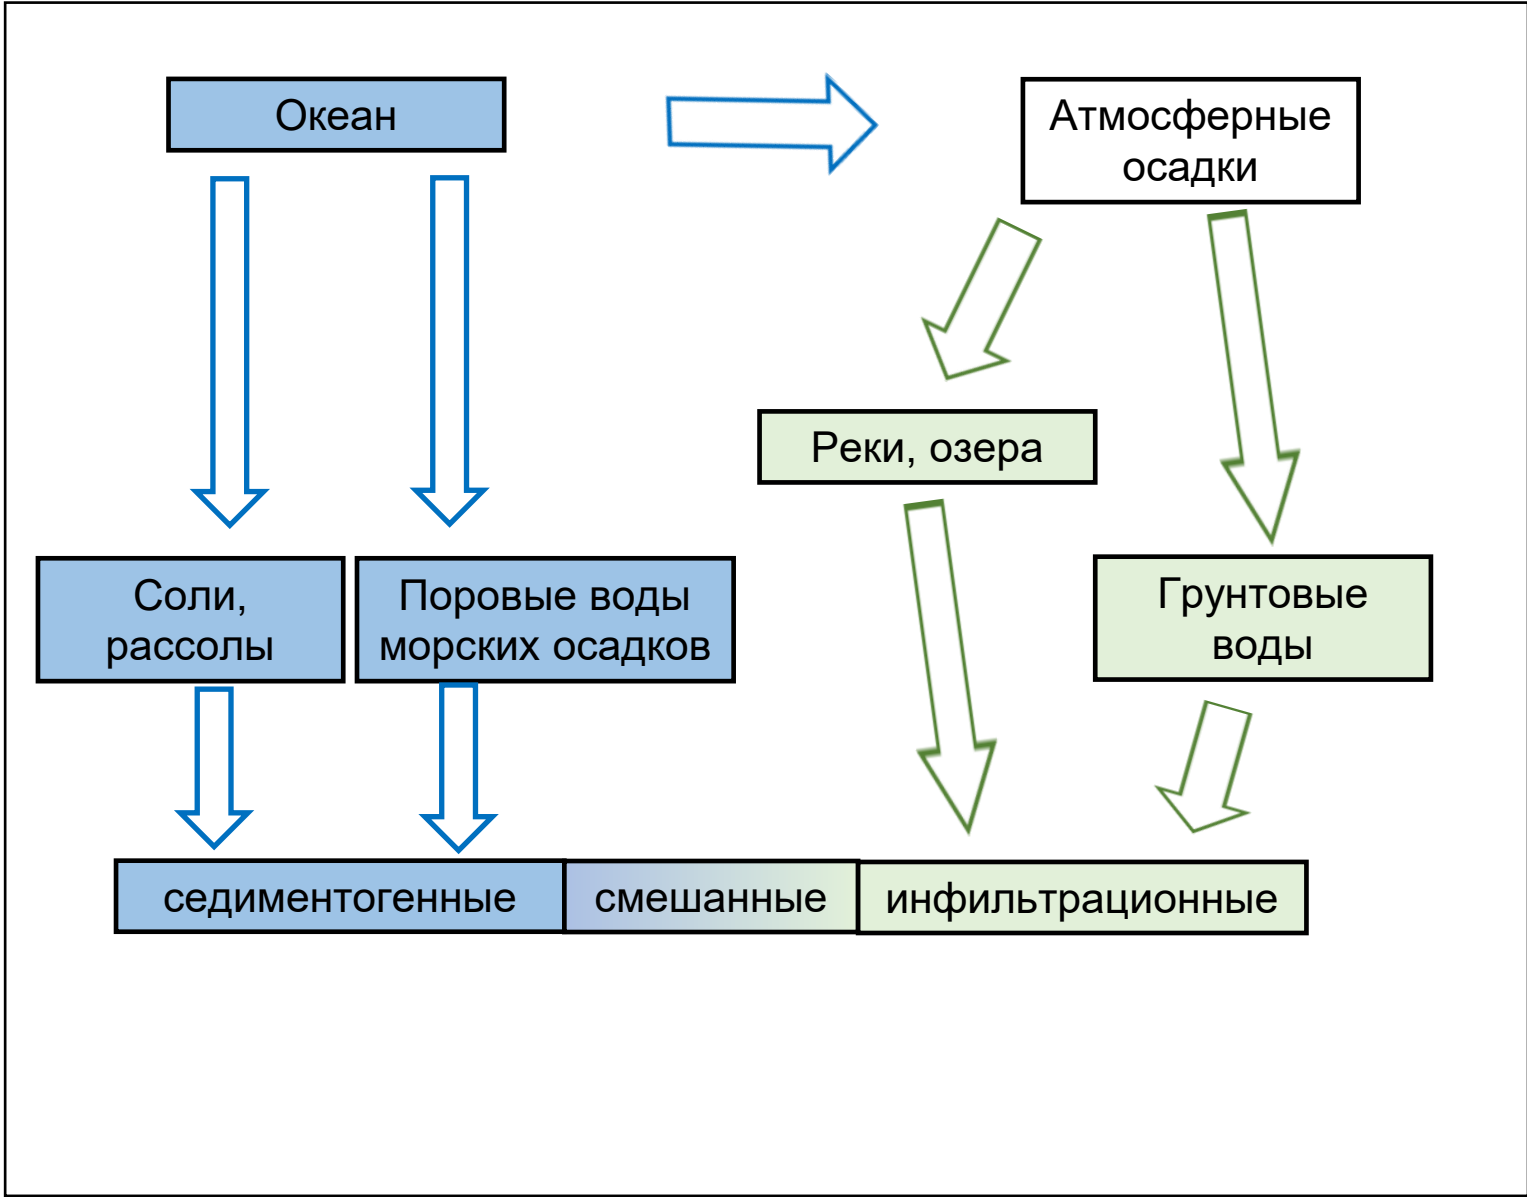 Океан
Атмосферные
осадки
Реки, озера
Соли,
рассолы
Поровые воды
морских осадков
Грунтовые
воды
седиментогенные
смешанные
инфильтрационные